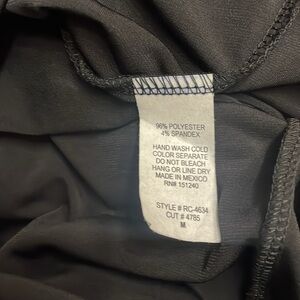 96% POLYESTER
4% SPANDEX
HAND WASH COLD
COLOR SEPARATE
DO NOT BLEACH
HANG OR LINE DRY
MADE IN MEXICO
RN# 151240
STYLE # RC-4634
CUT # 4785
M